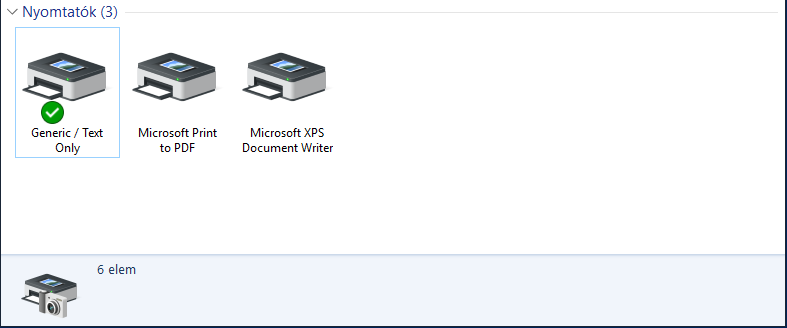 Nyomtatók (3)
Generic / Text
Only
Microsoft Print
to PDF
Microsoft XPS
Document Writer
6 elem